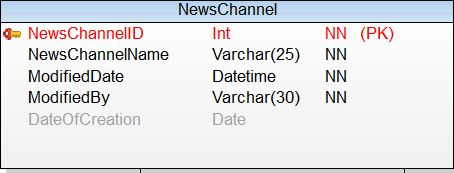 NewsChannel
NewsChannelID Int NN (PK)
NewsChannelName Varchar(25) NN
ModifiedDate Datetime NN
ModifiedBy Varchar(30) NN
DateOfCreation Date